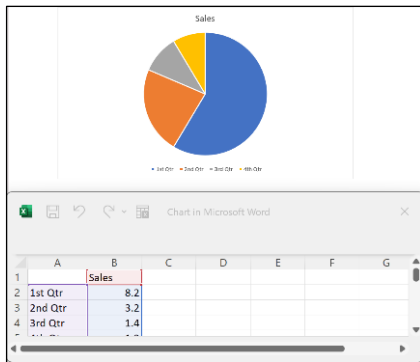 Sales
1st Qtr 2nd Qtr 3rd Qtr 4th Qtr
Chart in Microsoft Word
A B C D E F G
1 Sales
2 1st Qtr 8.2
3 2nd Qtr 3.2
4 3rd Qtr 1.4